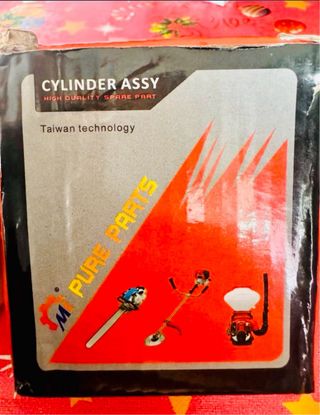 CYLINDER ASSY
HIGH QUALITY SPARE PART
Taiwan technology
PURE PARTS
M
®